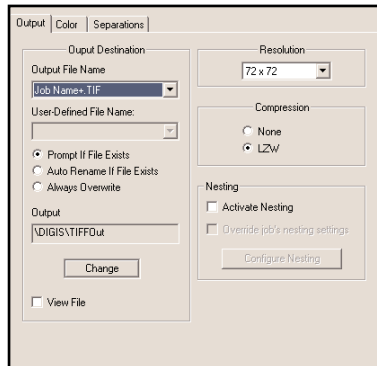 Output
Color
Separations
Ouput Destination
Output File Name
Job Name+.TIF
User-Defined File Name:
Prompt If File Exists
Auto Rename If File Exists
Always Overwrite
Output
\DIGIS\TIFFOut
Change
View File
Resolution
72 x 72
Compression
None
LZW
Nesting
Activate Nesting
Override job's nesting settings
Configure Nesting